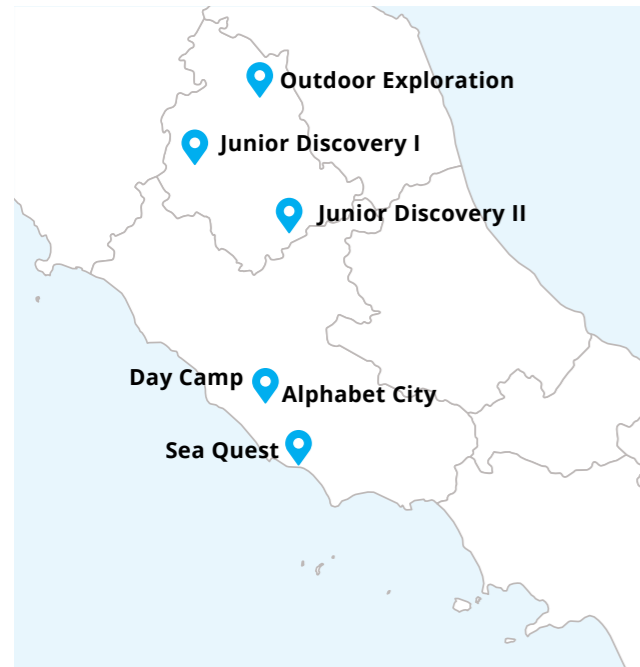 Outdoor Exploration
Junior Discovery I
Junior Discovery II
Day Camp
Alphabet City
Sea Quest